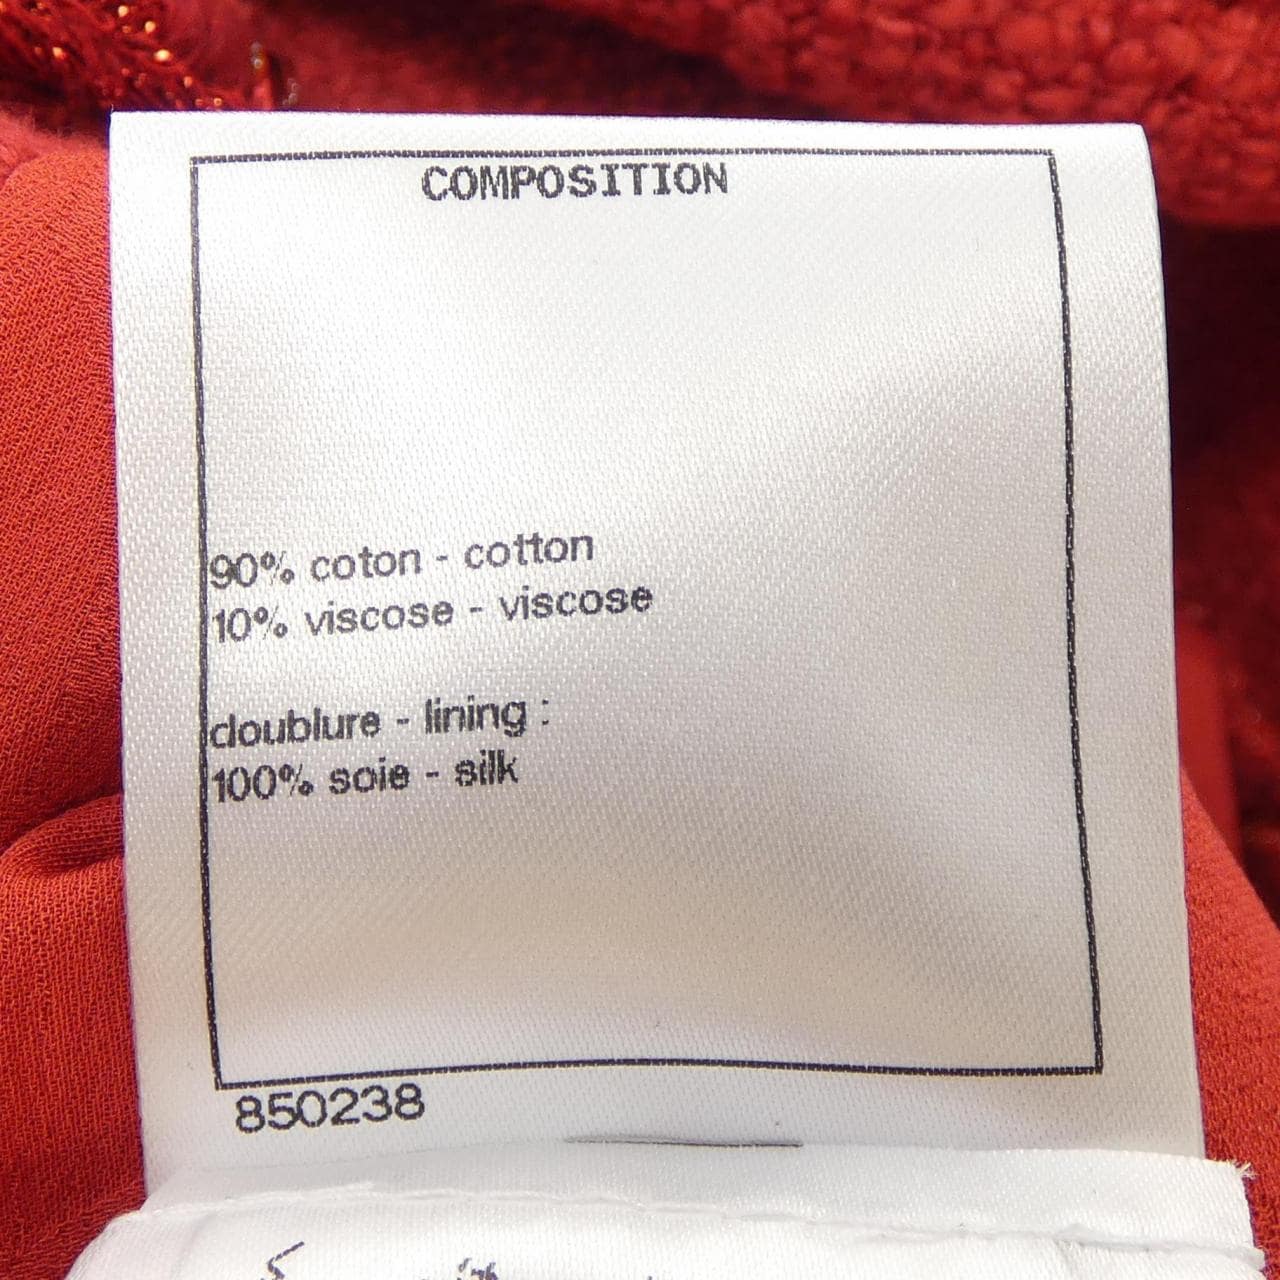 COMPOSITION
90% coton - cotton
10% viscose - viscose
doublure - lining :
100% soie - silk
850238